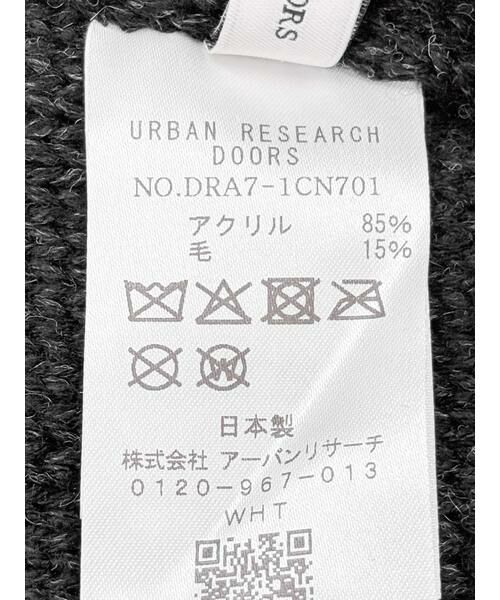 ORS
URBAN RESEARCH
DOORS
NO.DRA7-1CN701
アクリル 85%
毛 15%
W
日本製
株式会社 アーバンリサーチ
0120-967-013
WHT